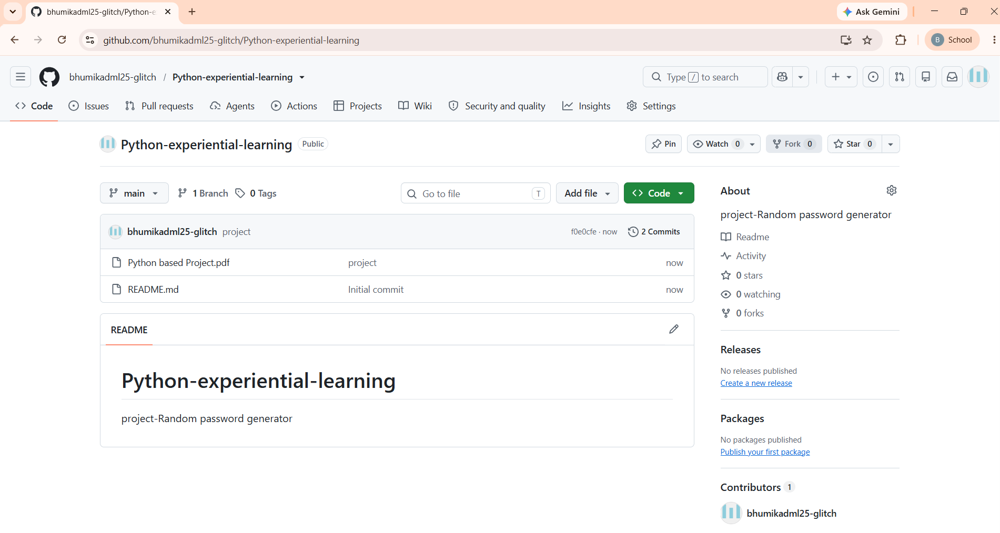 bhumikadml25-glitch/Python-e
Ask Gemini
github.com/bhumikadml25-glitch/Python-experiential-learning
B School
bhumikadml25-glitch / Python-experiential-learning
Type / to search
Code Issues Pull requests Agents Actions Projects Wiki Security and quality Insights Settings
Python-experiential-learning Public
Pin Watch 0 Fork 0 Star 0
main 1 Branch 0 Tags Go to file T Add file Code
bhumikadml25-glitch project f0e0cfe · now 2 Commits
Python based Project.pdf project now
README.md Initial commit now
README
Python-experiential-learning
project-Random password generator
About
project-Random password generator
Readme
Activity
0 stars
0 watching
0 forks
Releases
No releases published
Create a new release
Packages
No packages published
Publish your first package
Contributors 1
bhumikadml25-glitch